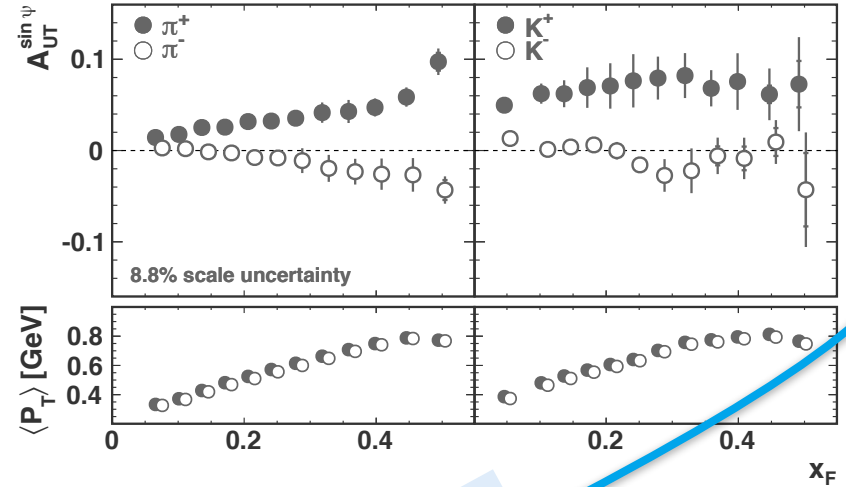 A_UT^sin ψ
π+
π-
K+
K-
0.1
0
-0.1
8.8% scale uncertainty
⟨P_T⟩ [GeV]
0.8
0.6
0.4
0 0.2 0.4 0.2 0.4
x_F